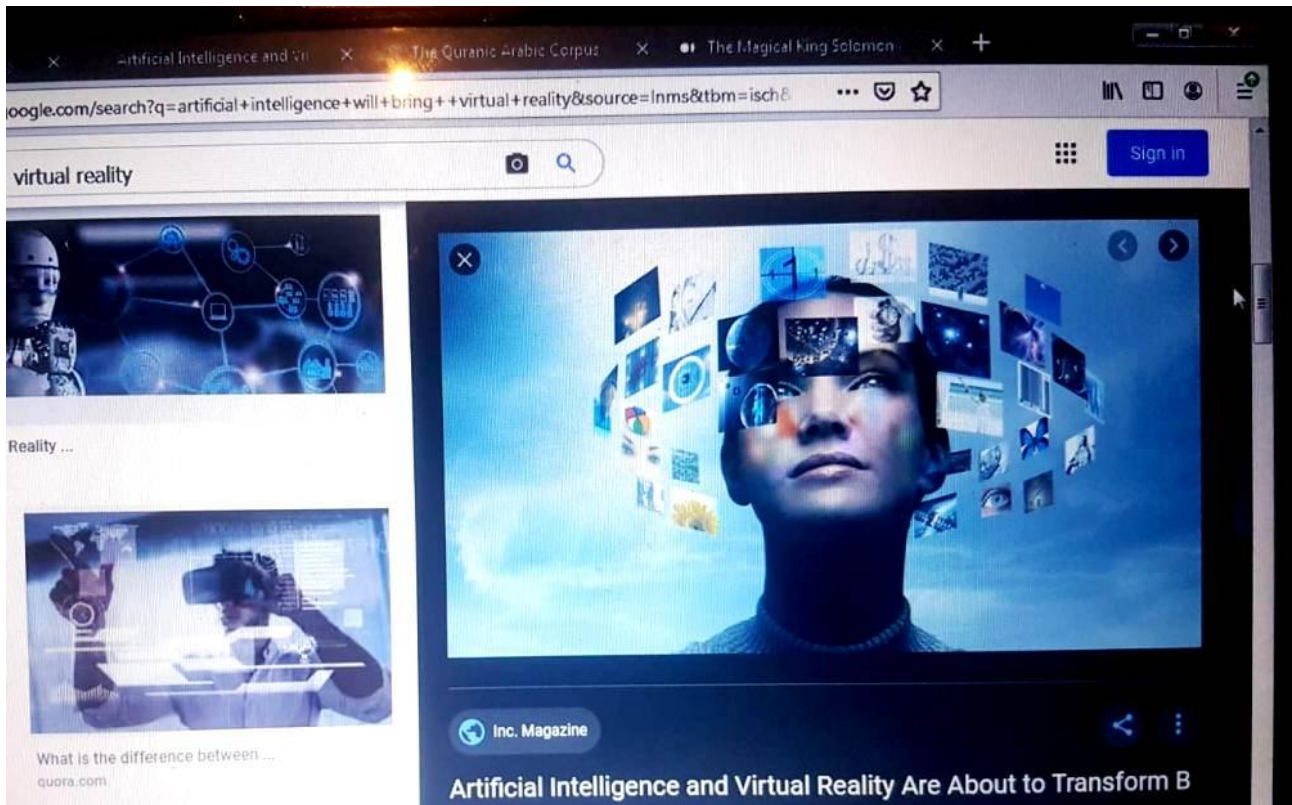 Artificial Intelligence and Vi
The Quranic Arabic Corpus
The Magical King Solomon
oogle.com/search?q=artificial+intelligence+will+bring++virtual+reality&source=lnms&tbm=isch&
virtual reality
Sign in
Reality ...
What is the difference between ...
quora.com
Inc. Magazine
Artificial Intelligence and Virtual Reality Are About to Transform B